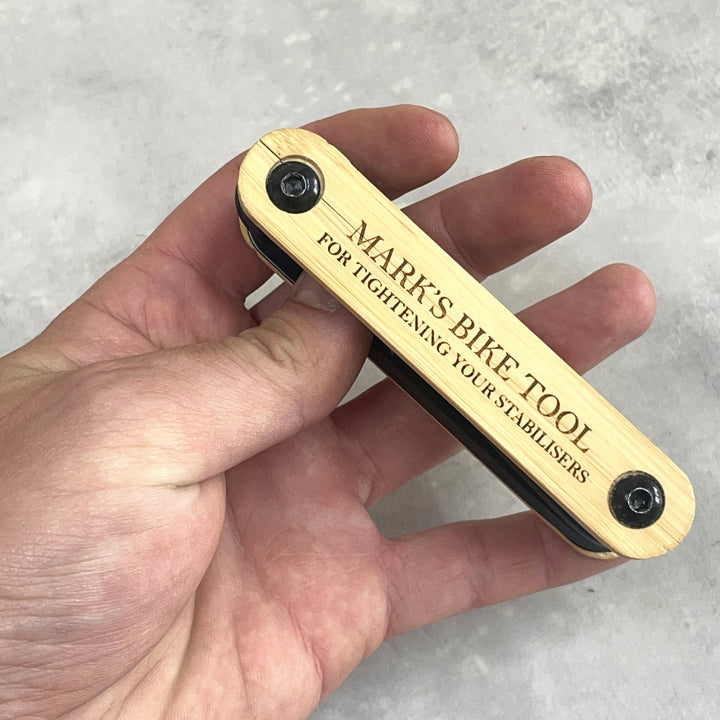 MARK'S BIKE TOOL
FOR TIGHTENING YOUR STABILISERS